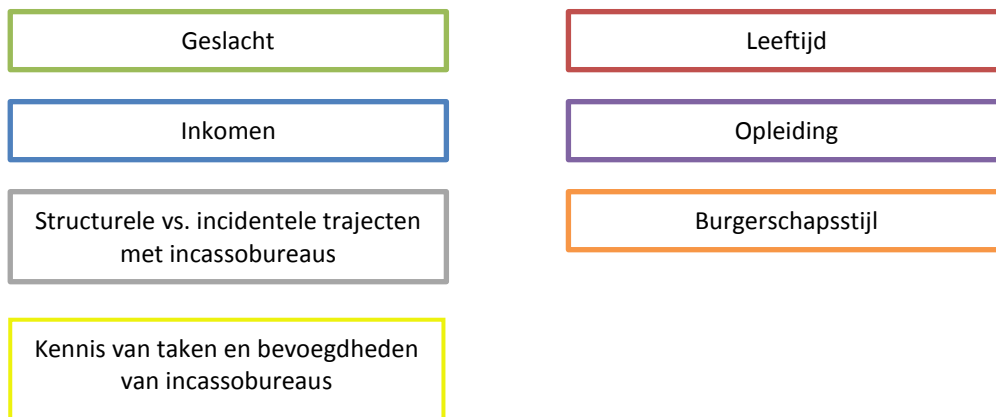 Geslacht
Leeftijd
Inkomen
Opleiding
Structurele vs. incidentele trajecten
met incassobureaus
Burgerschapsstijl
Kennis van taken en bevoegdheden
van incassobureaus